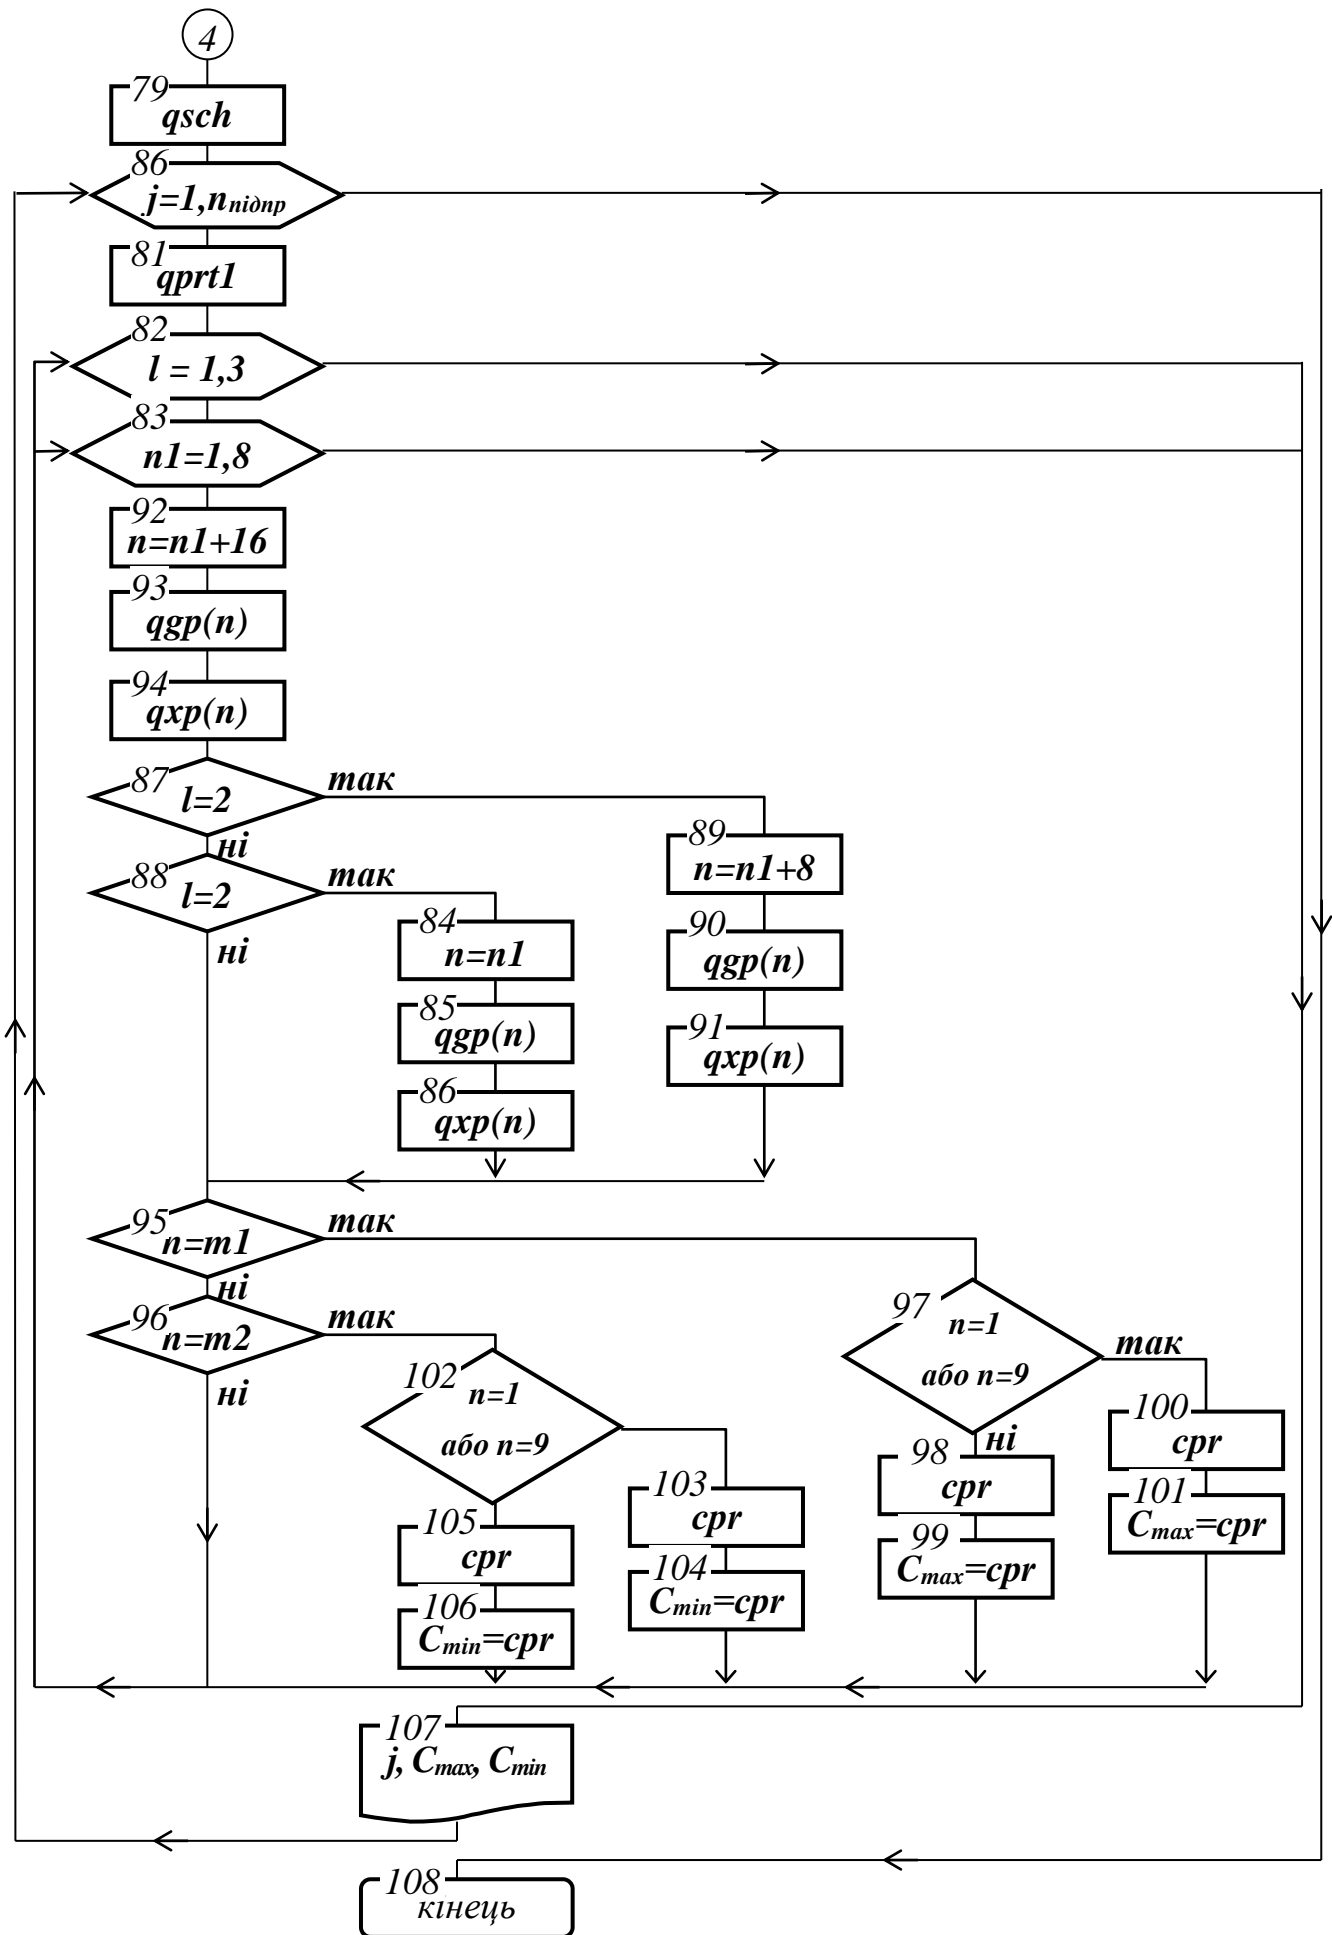 4
79
qsch
86
j=1,nпідпр
81
qprt1
82
l = 1,3
83
n1=1,8
92
n=n1+16
93
qgp(n)
94
qxp(n)
87
l=2
так
ні
88
l=2
так
ні
89
n=n1+8
90
qgp(n)
91
qxp(n)
84
n=n1
85
qgp(n)
86
qxp(n)
95
n=m1
так
ні
96
n=m2
так
ні
97
n=1
або n=9
так
ні
100
cpr
101
Cmax=cpr
98
cpr
99
Cmax=cpr
102
n=1
або n=9
103
cpr
104
Cmin=cpr
105
cpr
106
Cmin=cpr
107
j, Cmax, Cmin
108
кінець